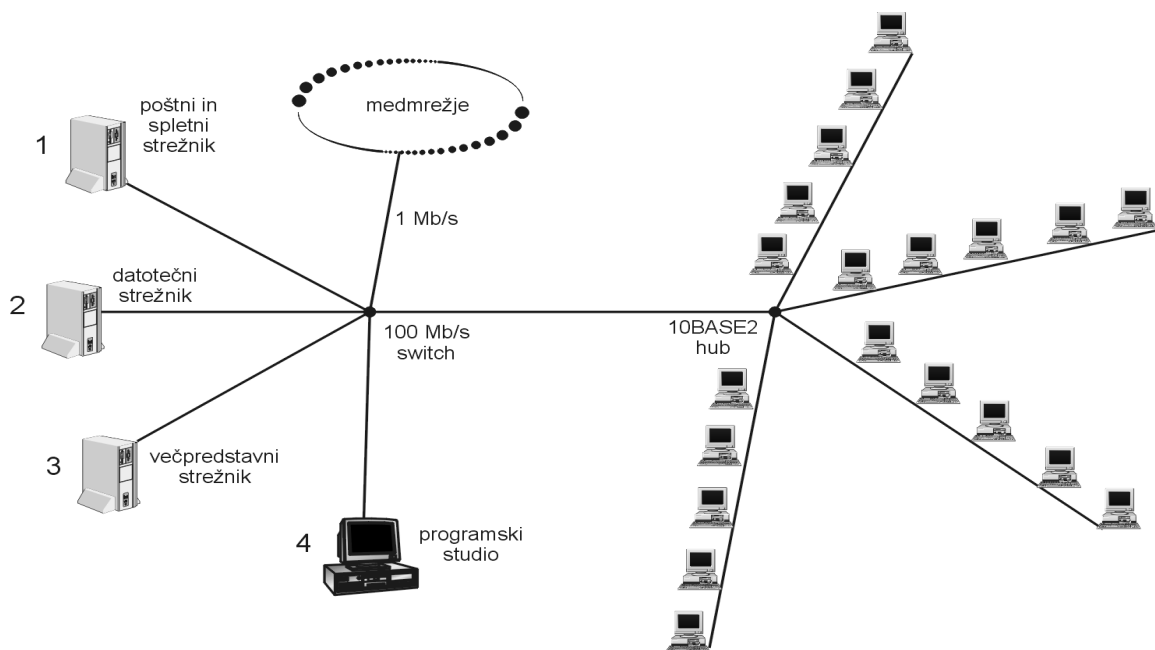 1
poštni in
spletni
strežnik
medmrežje
1 Mb/s
2
datotečni
strežnik
100 Mb/s
switch
10BASE2
hub
3
večpredstavni
strežnik
4
programski
studio